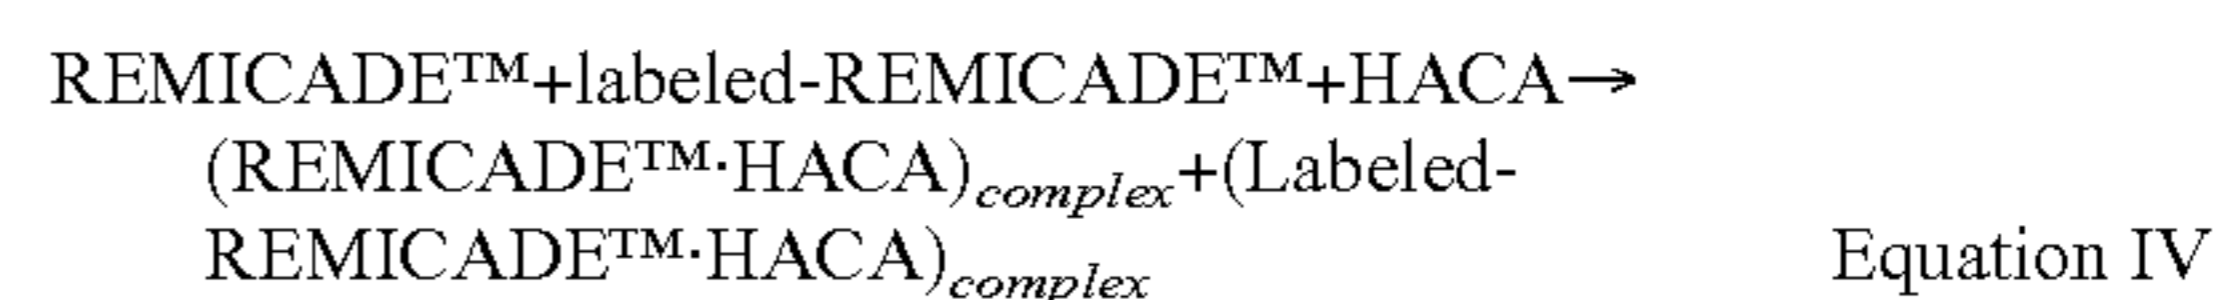 REMICADE™+labeled-REMICADE™+HACA→
(REMICADE™·HACA)complex+(Labeled-
REMICADE™·HACA)complex Equation IV